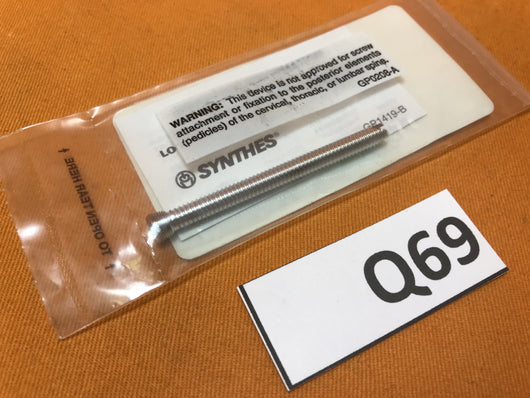 WARNING: This device is not approved for screw
attachment or fixation to the posterior elements
(pedicles) of the cervical, thoracic, or lumbar spine.
GP0208-A
LO
GP1419-B
SYNTHES®
↑ TO OPEN TEAR HERE ↑
Q69